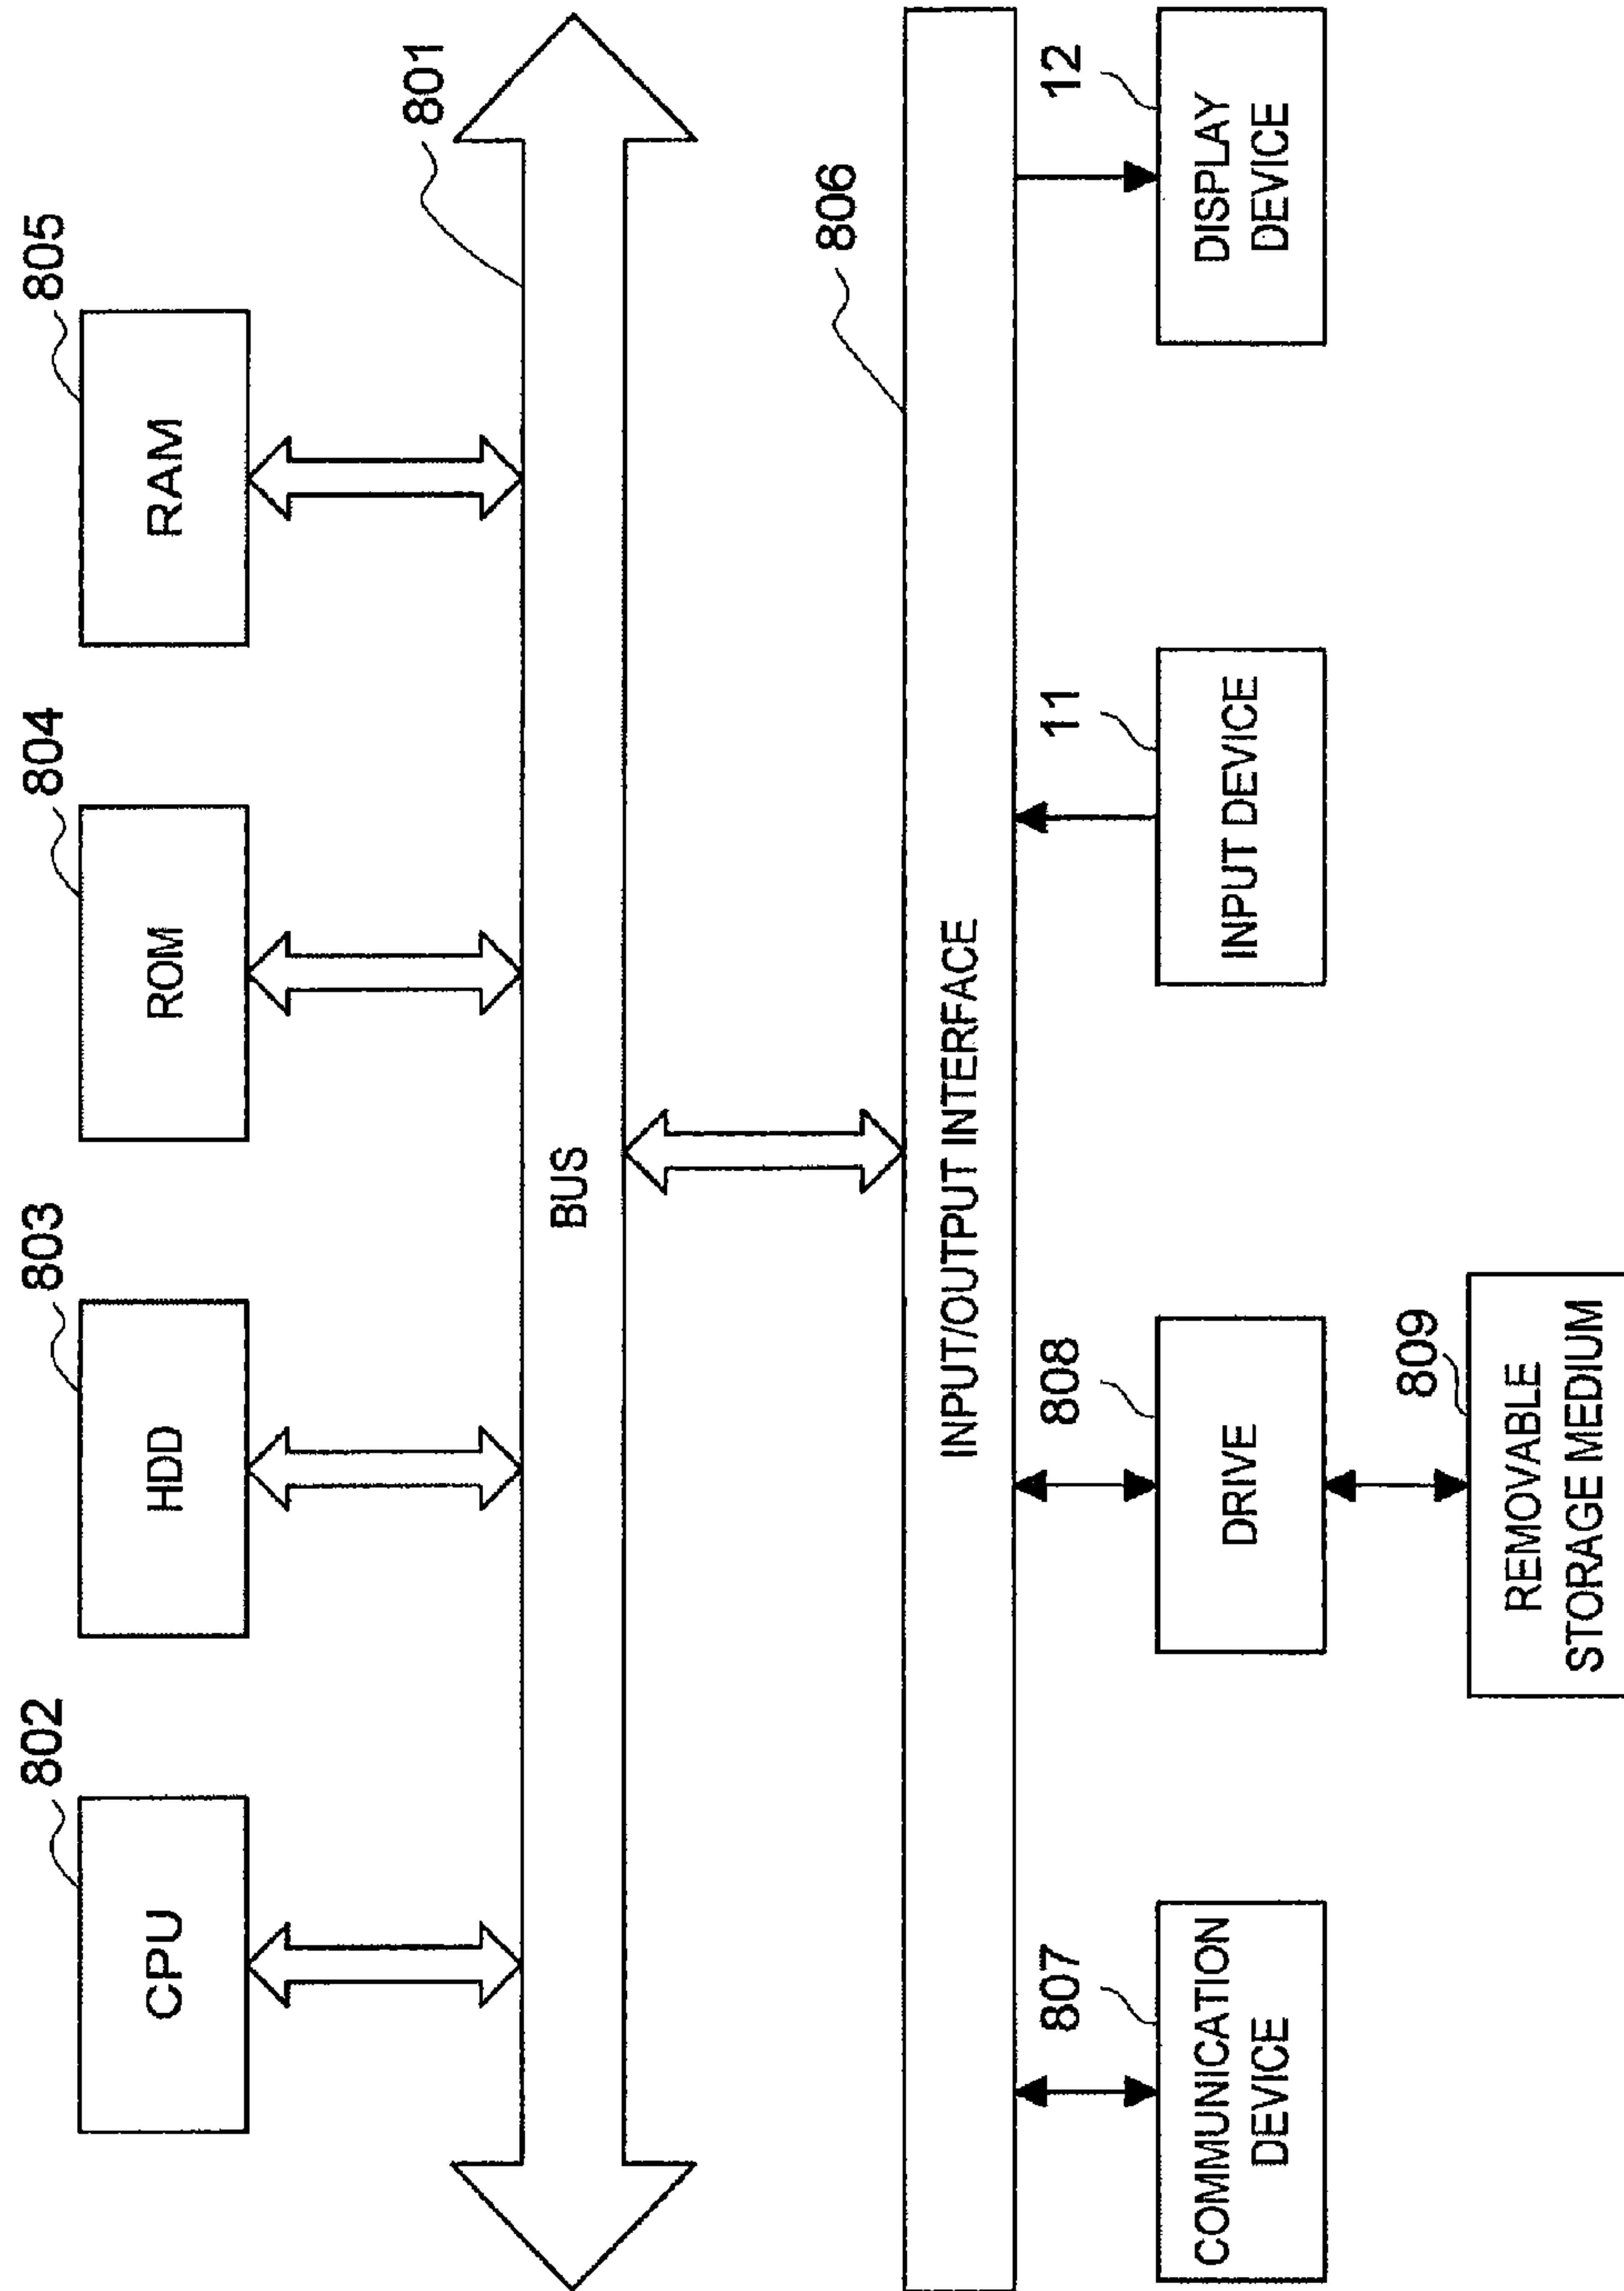 802
803
804
805
CPU
HDD
ROM
RAM
801
BUS
806
INPUT/OUTPUT INTERFACE
807
808
11
12
COMMUNICATION
DEVICE
DRIVE
INPUT DEVICE
DISPLAY
DEVICE
809
REMOVABLE
STORAGE MEDIUM